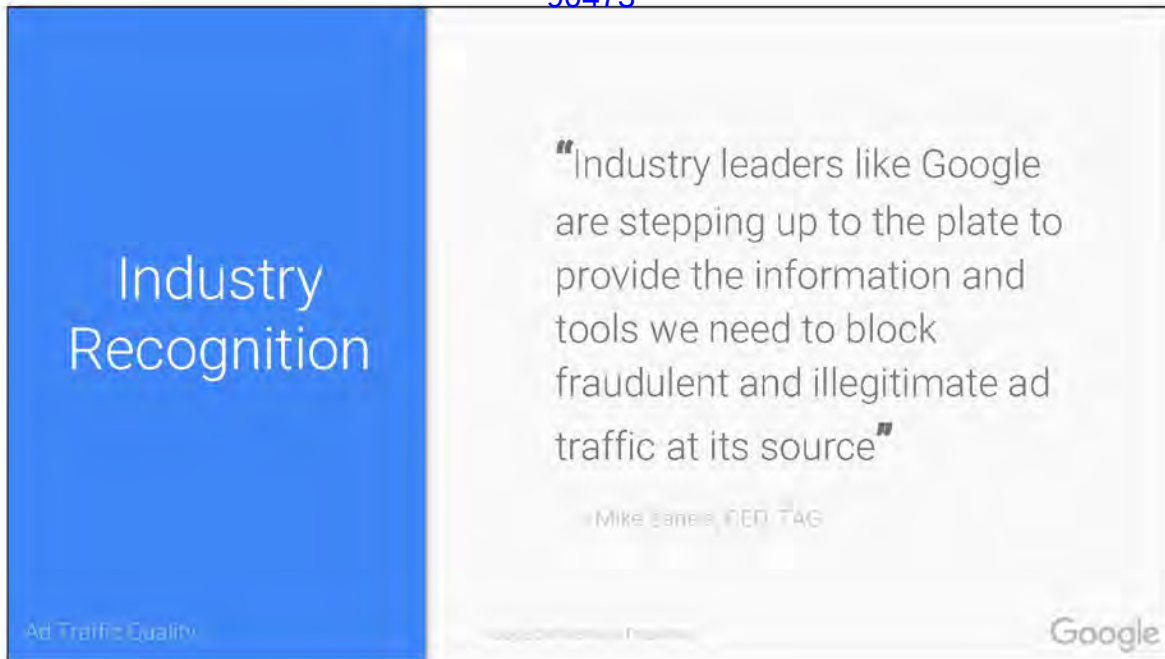 90473
Industry
Recognition
"Industry leaders like Google
are stepping up to the plate to
provide the information and
tools we need to block
fraudulent and illegitimate ad
traffic at its source"
Mike CEO, TAG
Ad Traffic Quality
Google